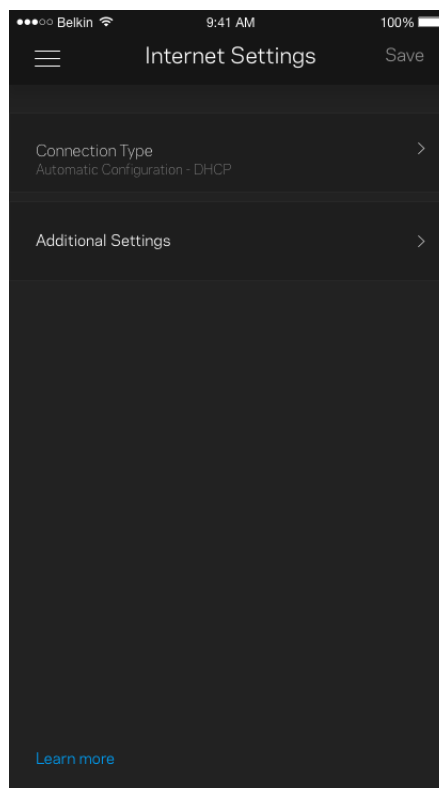 Belkin 9:41 AM 100%
Internet Settings Save
Connection Type
Automatic Configuration - DHCP
Additional Settings
Learn more